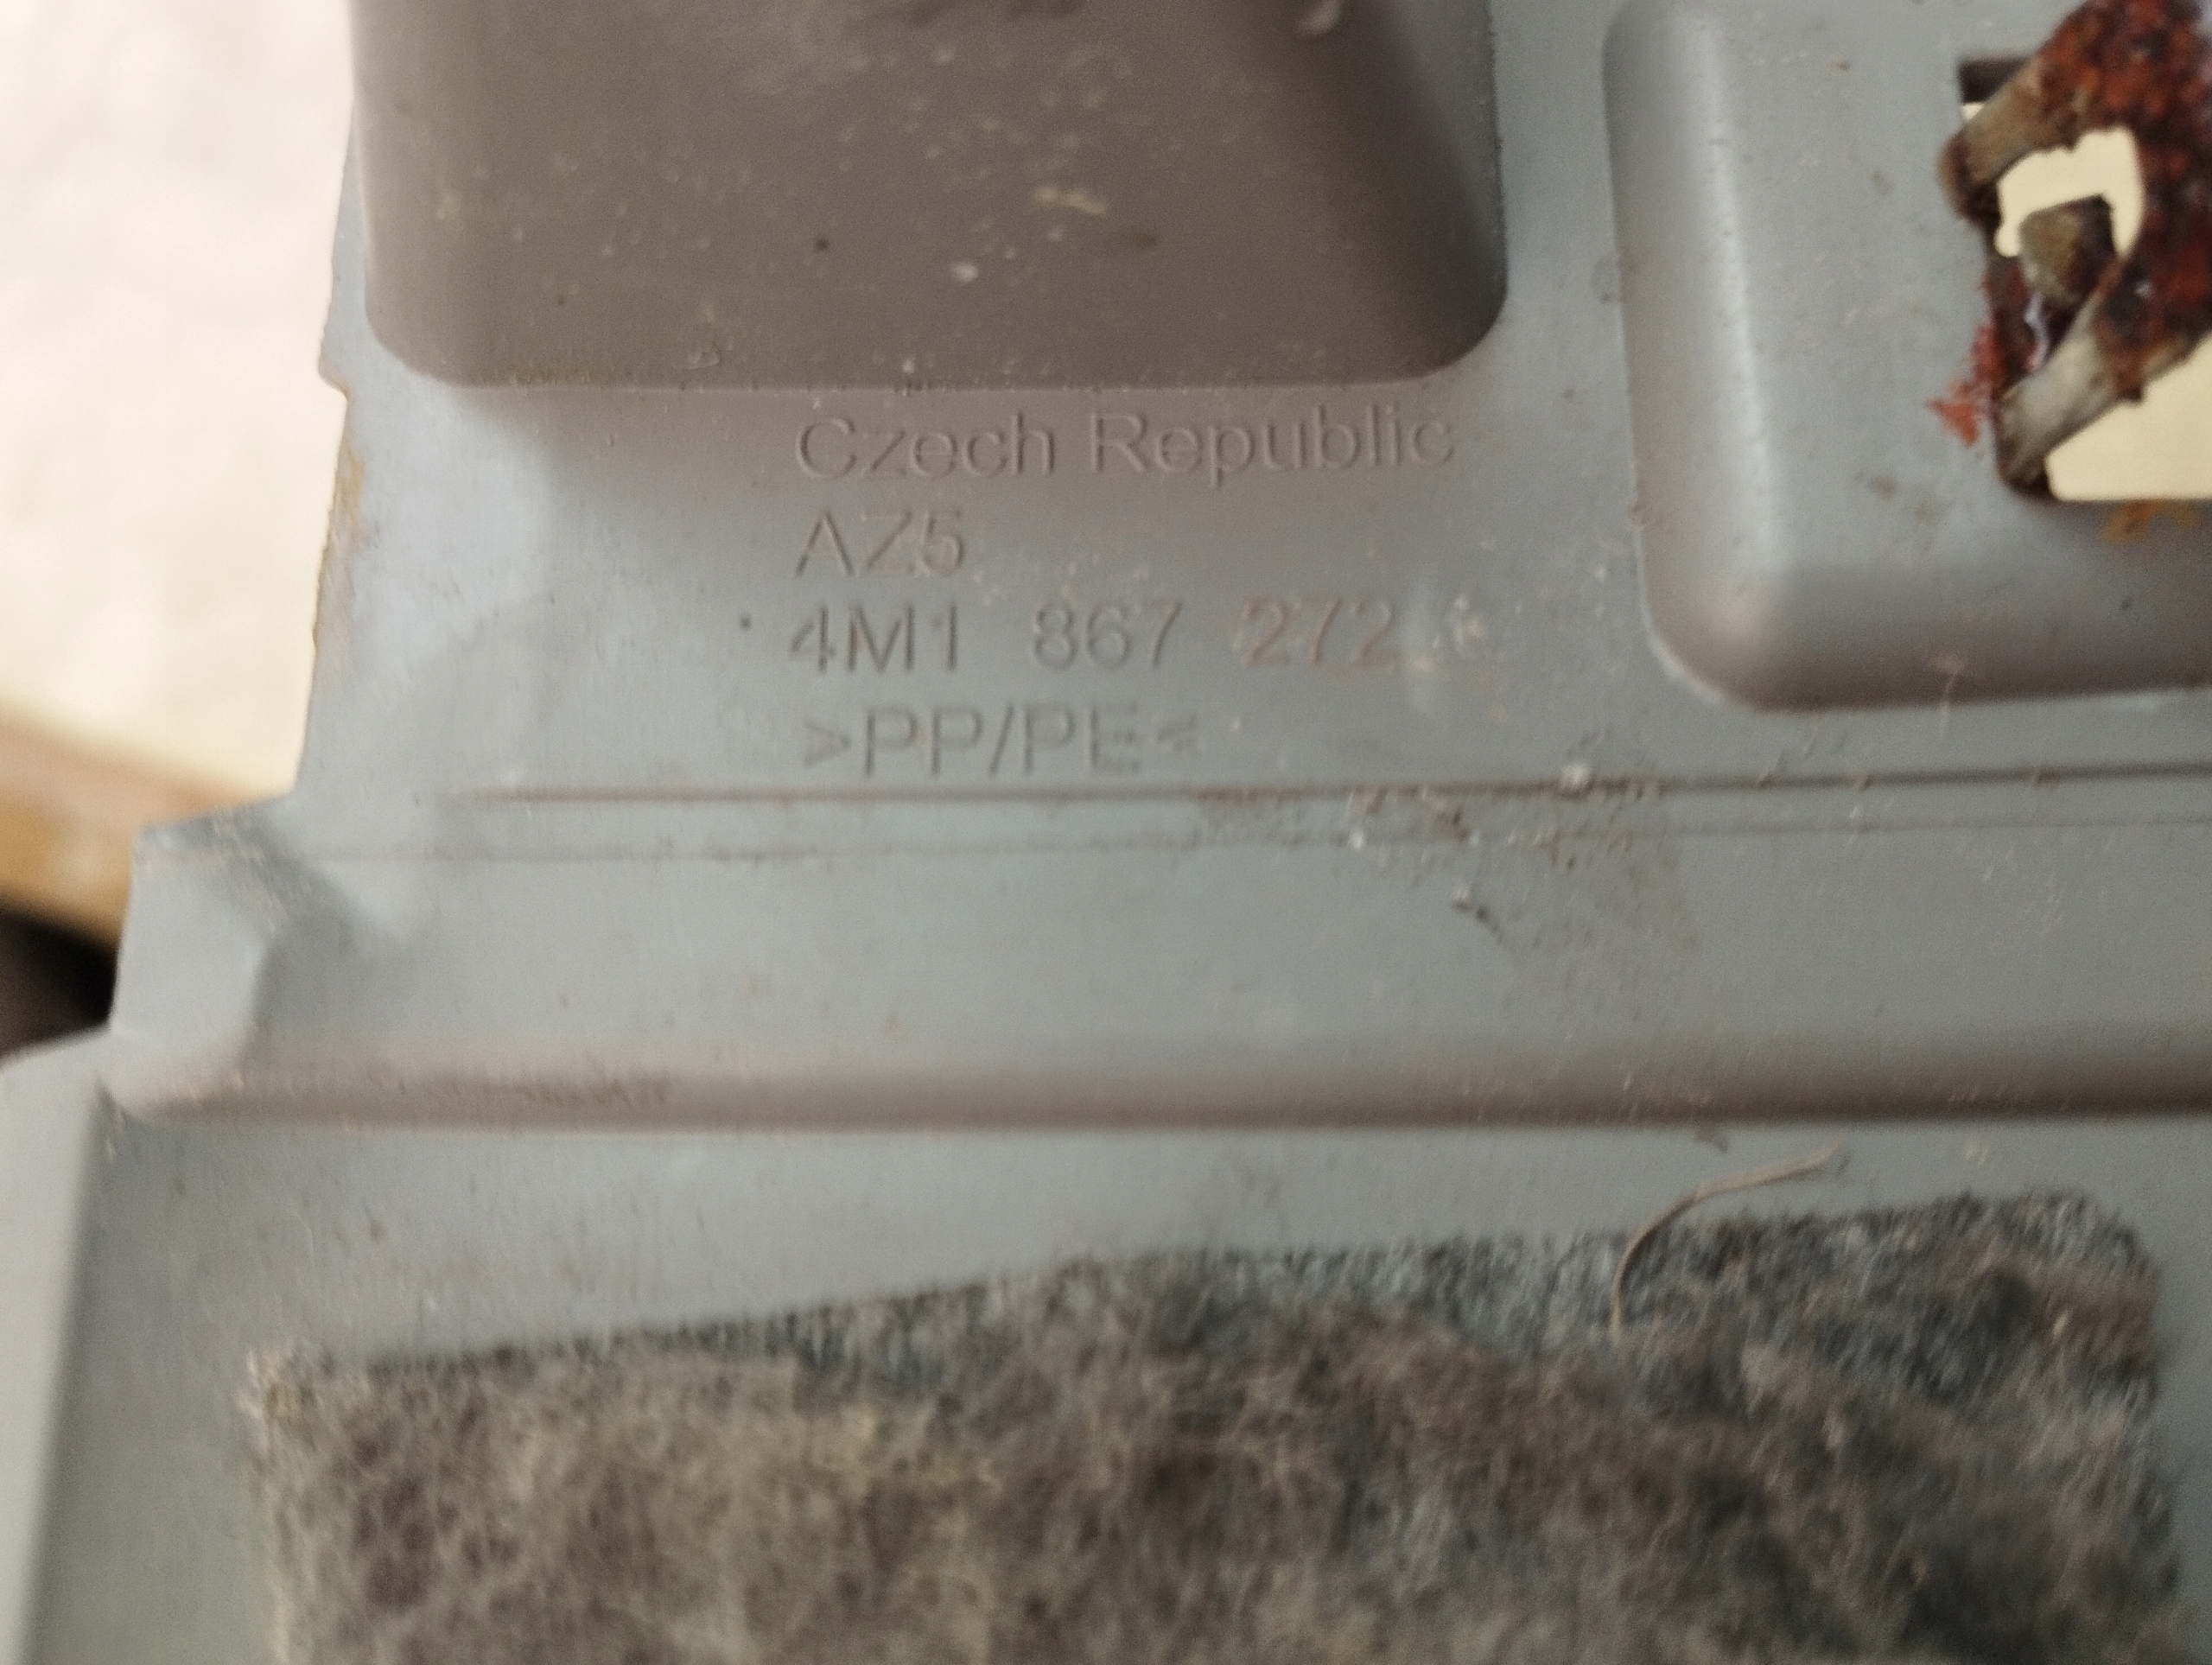 Czech Republic
AZ5
4M1 867 272
>PP/PE<